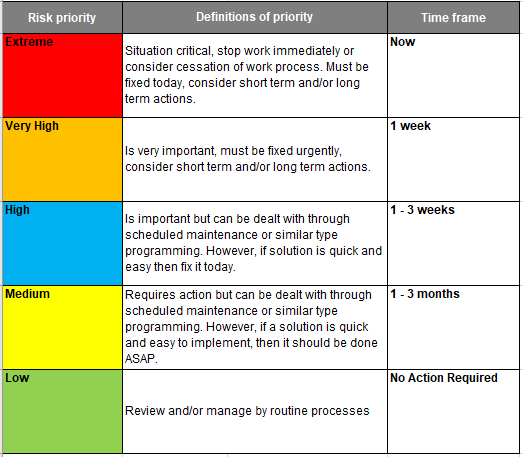 Risk priority
Definitions of priority
Time frame
Extreme
Situation critical, stop work immediately or
consider cessation of work process. Must be
fixed today, consider short term and/or long
term actions.
Now
Very High
Is very important, must be fixed urgently,
consider short term and/or long term actions.
1 week
High
Is important but can be dealt with through
scheduled maintenance or similar type
programming. However, if solution is quick and
easy then fix it today.
1 - 3 weeks
Medium
Requires action but can be dealt with through
scheduled maintenance or similar type
programming. However, if a solution is quick
and easy to implement, then it should be done
ASAP.
1 - 3 months
Low
Review and/or manage by routine processes
No Action Required